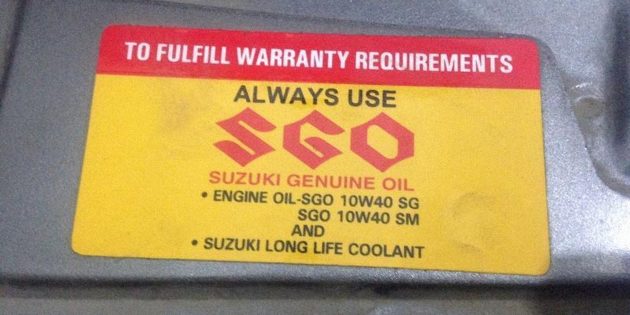 TO FULFILL WARRANTY REQUIREMENTS
ALWAYS USE
SGO
SUZUKI GENUINE OIL
• ENGINE OIL-SGO 10W40 SG
SGO 10W40 SM
AND
• SUZUKI LONG LIFE COOLANT